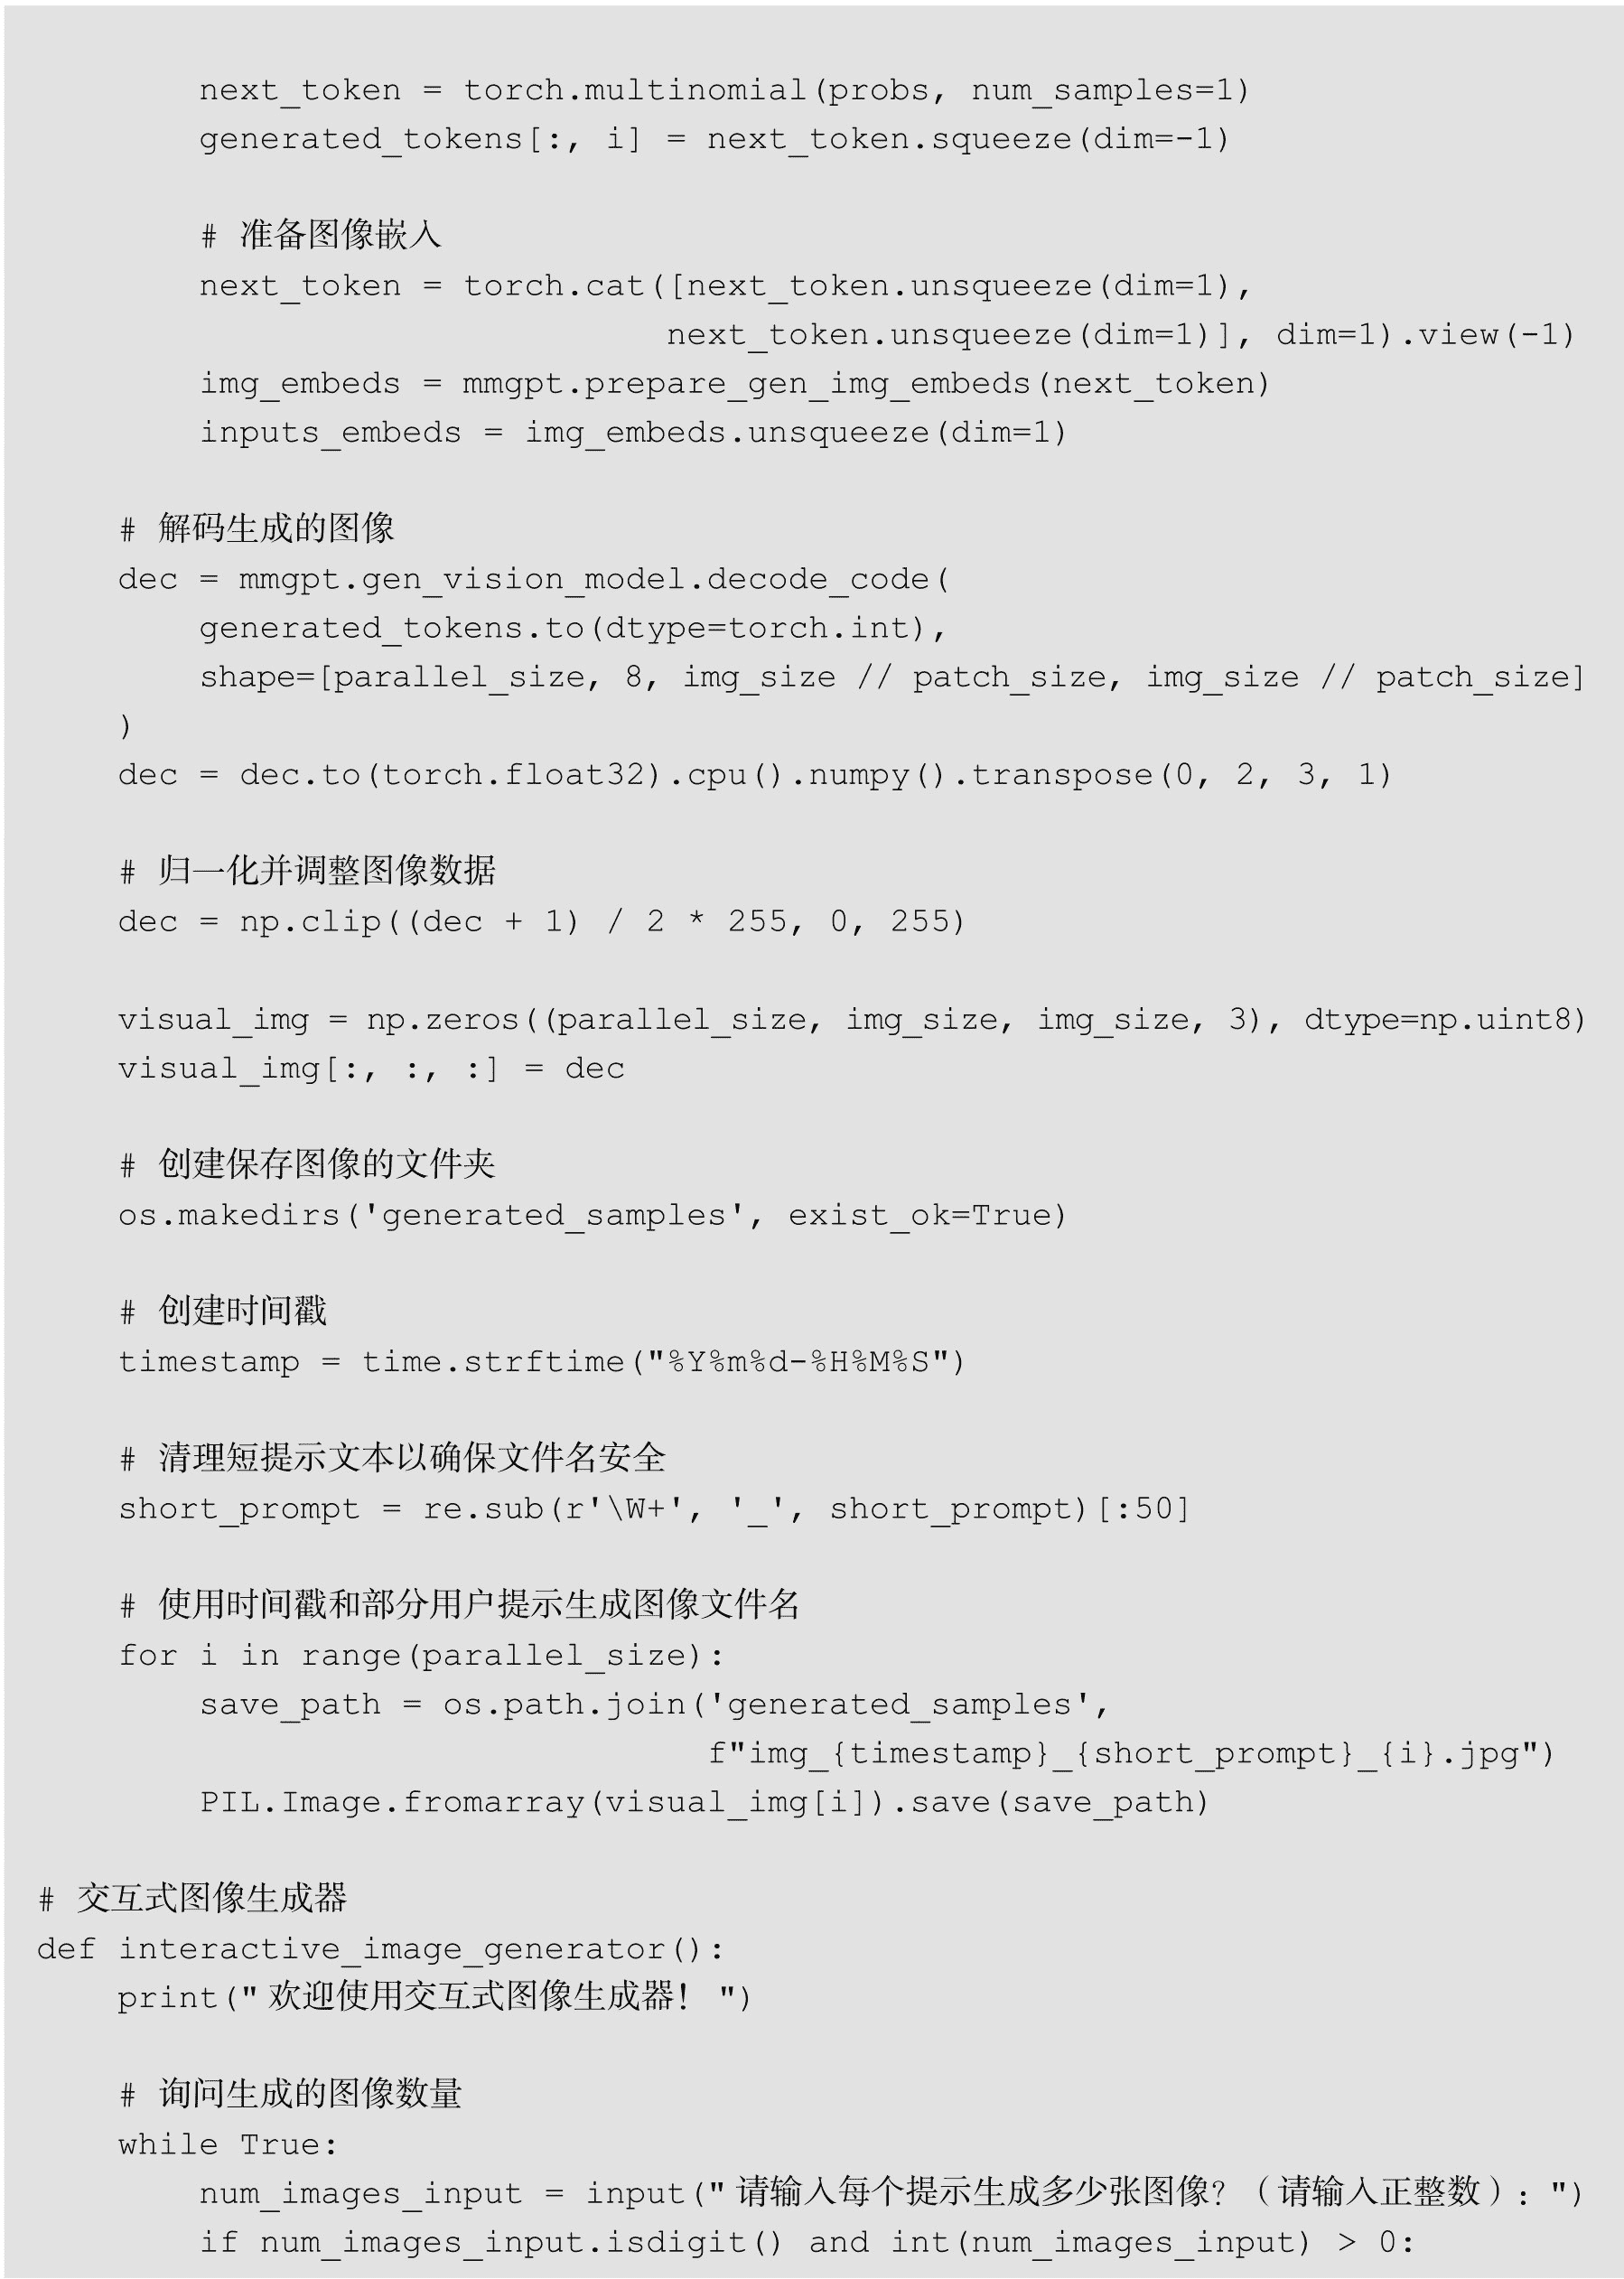 next_token = torch.multinomial(probs, num_samples=1)
generated_tokens[:, i] = next_token.squeeze(dim=-1)
# 准备图像嵌入
next_token = torch.cat([next_token.unsqueeze(dim=1),
next_token.unsqueeze(dim=1)], dim=1).view(-1)
img_embeds = mmgpt.prepare_gen_img_embeds(next_token)
inputs_embeds = img_embeds.unsqueeze(dim=1)
# 解码生成的图像
dec = mmgpt.gen_vision_model.decode_code(
generated_tokens.to(dtype=torch.int),
shape=[parallel_size, 8, img_size // patch_size, img_size // patch_size]
)
dec = dec.to(torch.float32).cpu().numpy().transpose(0, 2, 3, 1)
# 归一化并调整图像数据
dec = np.clip((dec + 1) / 2 * 255, 0, 255)
visual_img = np.zeros((parallel_size, img_size, img_size, 3), dtype=np.uint8)
visual_img[:, :, :] = dec
# 创建保存图像的文件夹
os.makedirs('generated_samples', exist_ok=True)
# 创建时间戳
timestamp = time.strftime("%Y%m%d-%H%M%S")
# 清理短提示文本以确保文件名安全
short_prompt = re.sub(r'\W+', '_', short_prompt)[:50]
# 使用时间戳和部分用户提示生成图像文件名
for i in range(parallel_size):
save_path = os.path.join('generated_samples',
f"img_{timestamp}_{short_prompt}_{i}.jpg")
PIL.Image.fromarray(visual_img[i]).save(save_path)
# 交互式图像生成器
def interactive_image_generator():
print(" 欢迎使用交互式图像生成器！ ")
# 询问生成的图像数量
while True:
num_images_input = input(" 请输入每个提示生成多少张图像？（请输入正整数）：")
if num_images_input.isdigit() and int(num_images_input) > 0: